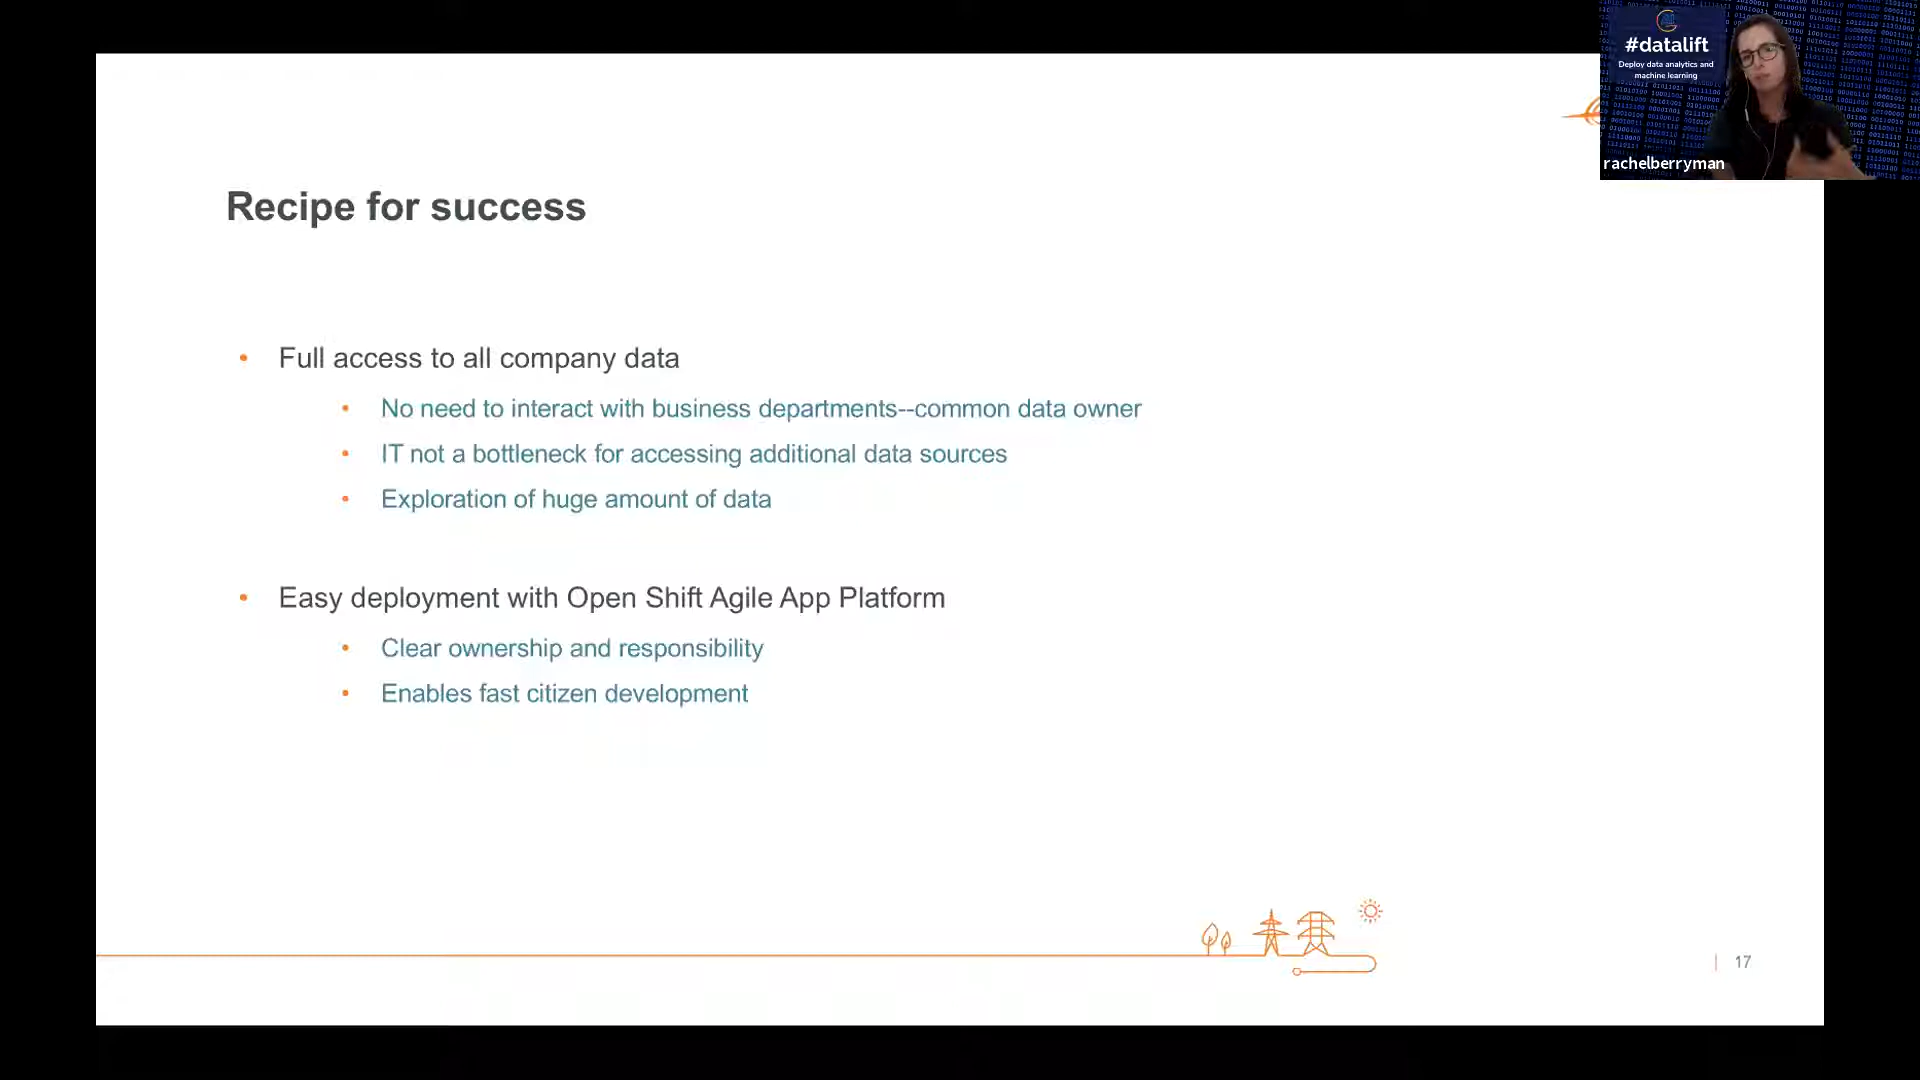 #datalift
Deploy data analytics and
machine learning
rachelberryman
Recipe for success
• Full access to all company data
• No need to interact with business departments--common data owner
• IT not a bottleneck for accessing additional data sources
• Exploration of huge amount of data
• Easy deployment with Open Shift Agile App Platform
• Clear ownership and responsibility
• Enables fast citizen development
| 17